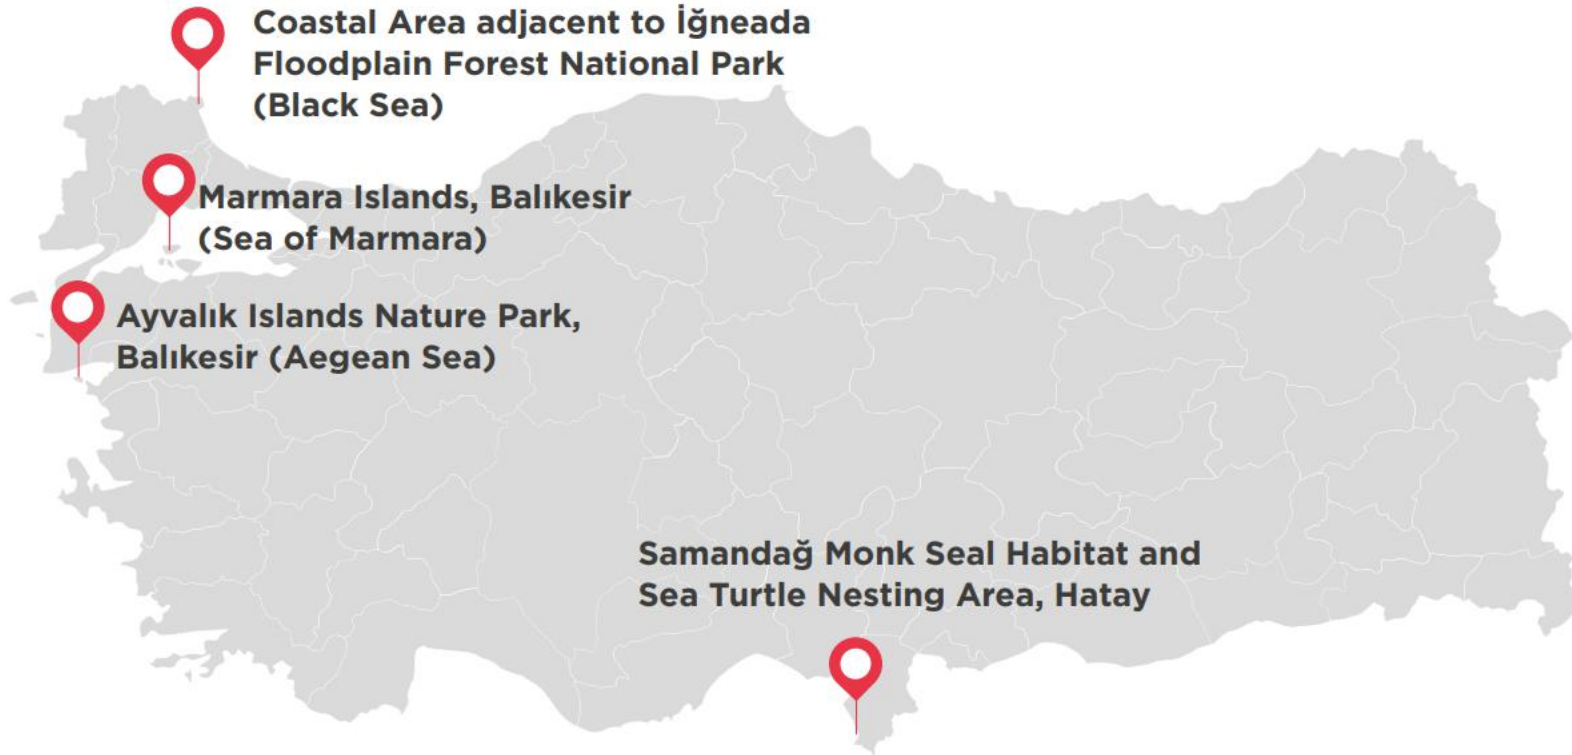 Coastal Area adjacent to İğneada
Floodplain Forest National Park
(Black Sea)
Marmara Islands, Balıkesir
(Sea of Marmara)
Ayvalık Islands Nature Park,
Balıkesir (Aegean Sea)
Samandağ Monk Seal Habitat and
Sea Turtle Nesting Area, Hatay